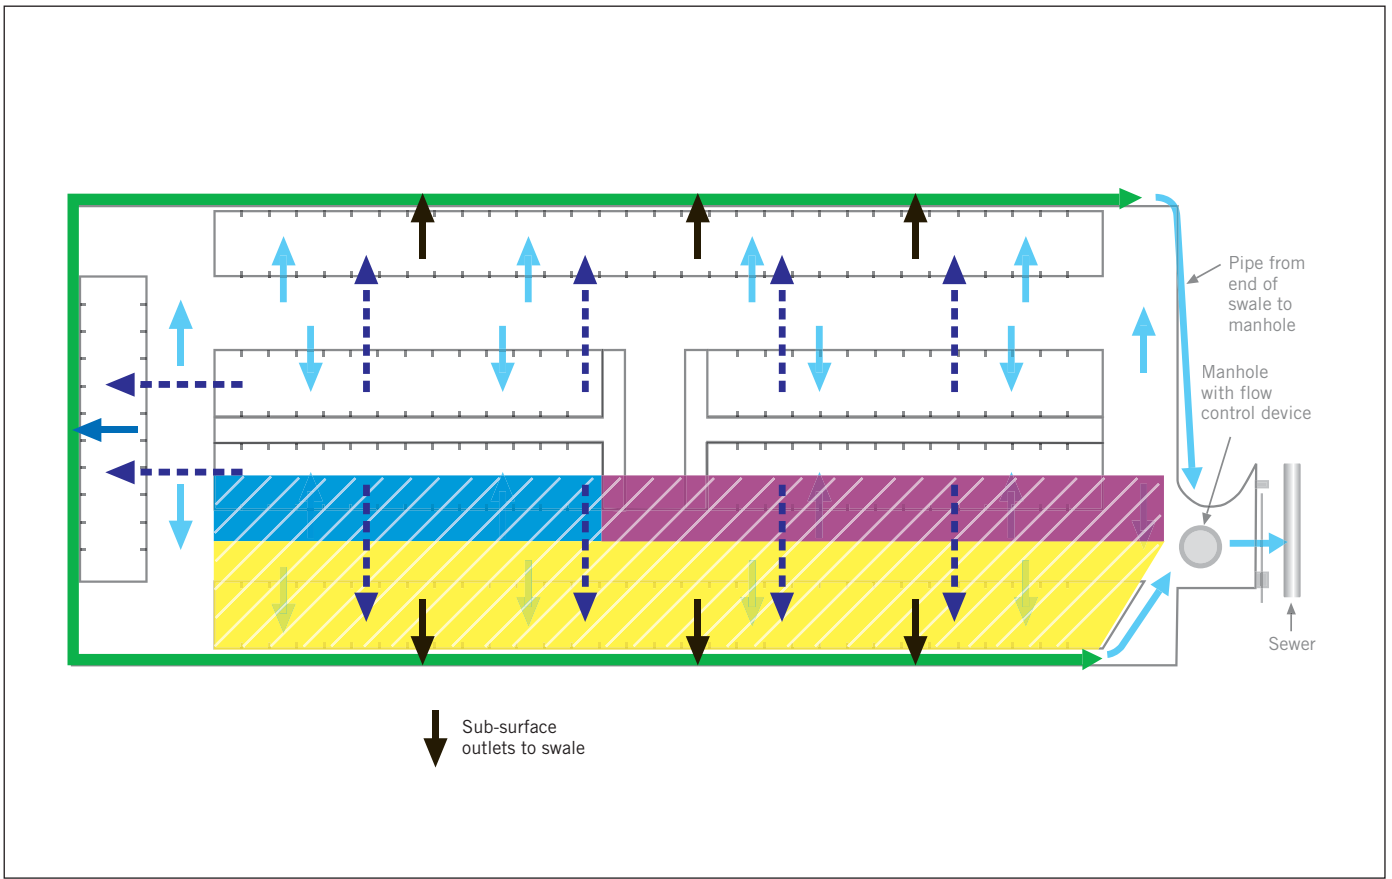 Pipe from
end of
swale to
manhole
Manhole
with flow
control device
Sewer
Sub-surface
outlets to swale